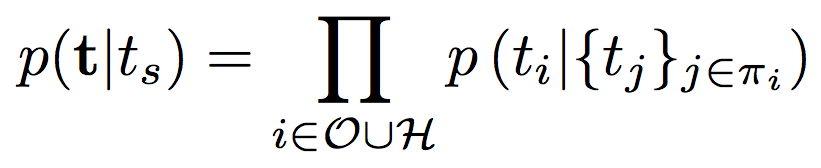 p(𝐭|t_s) = ∏_{i∈𝒪∪ℋ} p (t_i|{t_j}_{j∈π_i})